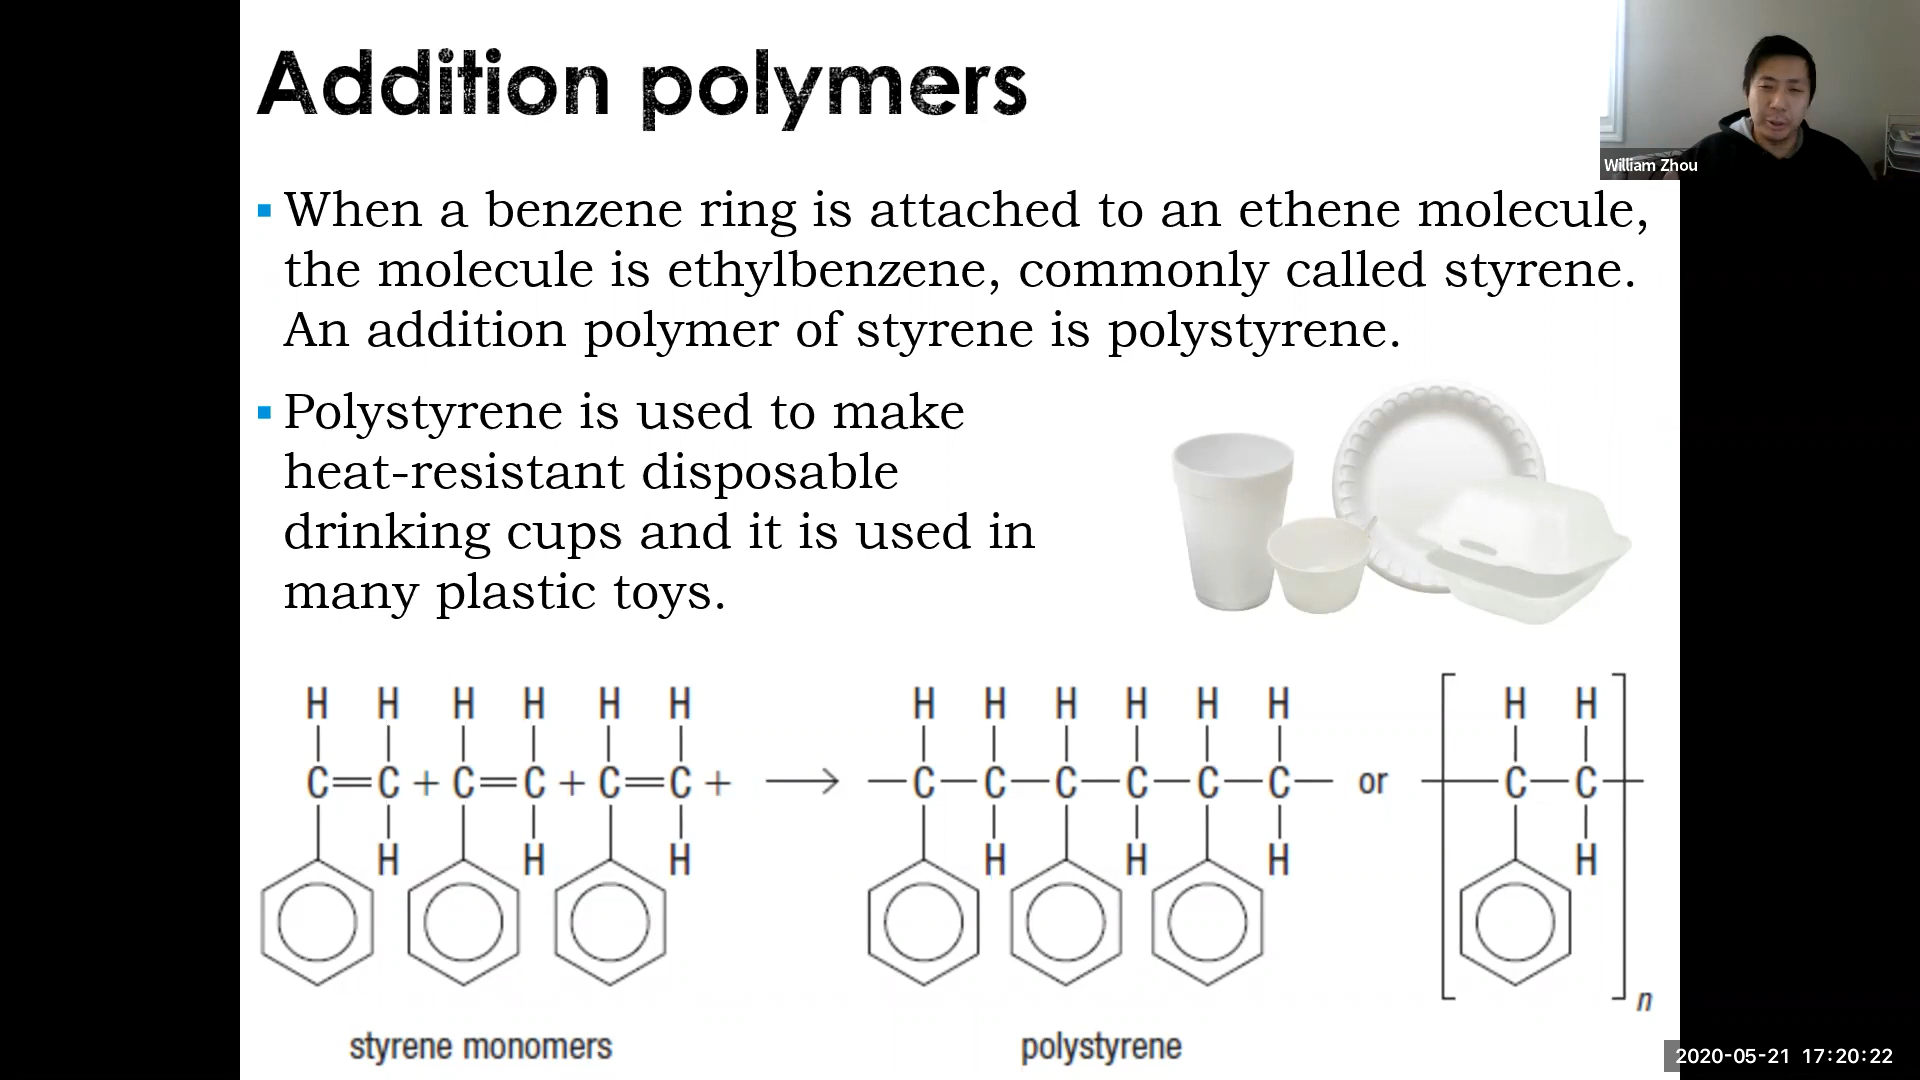 Addition polymers
William Zhou
▪ When a benzene ring is attached to an ethene molecule,
the molecule is ethylbenzene, commonly called styrene.
An addition polymer of styrene is polystyrene.
▪ Polystyrene is used to make
heat-resistant disposable
drinking cups and it is used in
many plastic toys.
H H H H H H H H H H H H H H
C=C + C=C + C=C + → —C—C—C—C—C—C— or —C—C—
H H H H H H H
n
styrene monomers polystyrene
2020-05-21 17:20:22